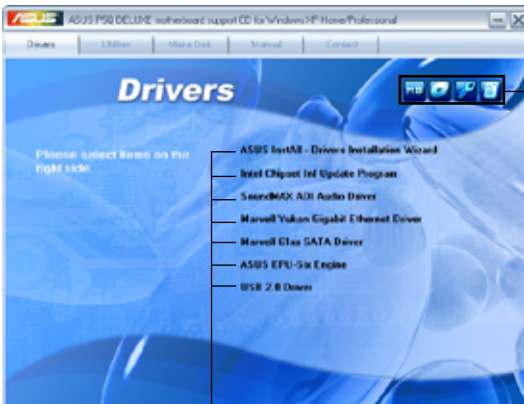 ASUS ASUS P5Q DELUXE motherboard support CD for Windows XP Home/Professional
Drivers Utilities Make Disk Manual Contact
Drivers
Please select items on the
right side
ASUS InstAll - Drivers Installation Wizard
Intel Chipset Inf Update Program
SoundMAX ADI Audio Driver
Marvell Yukon Gigabit Ethernet Driver
Marvell 61xx SATA Driver
ASUS EPU-Six Engine
USB 2.0 Driver